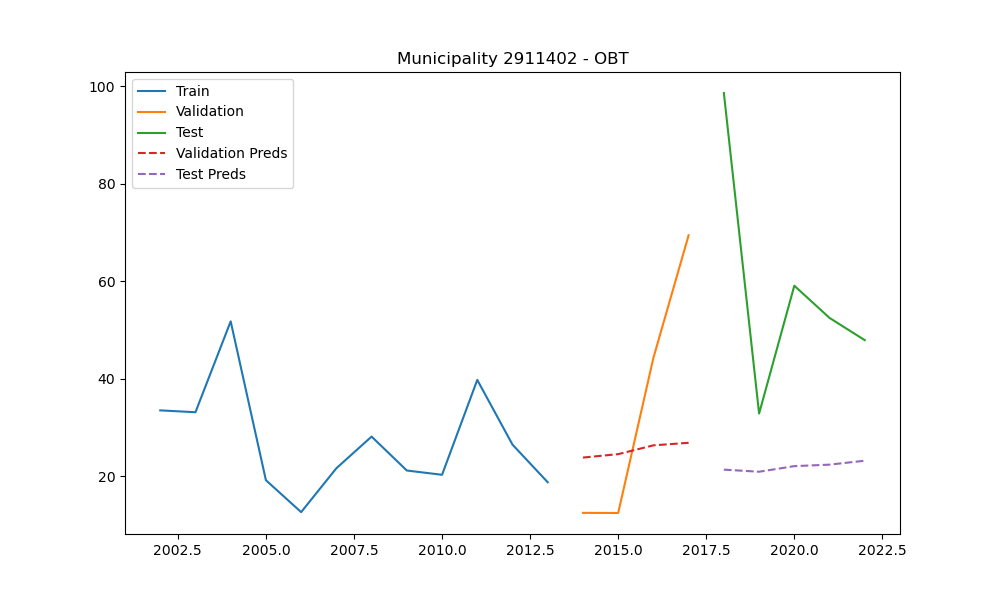 Municipality 2911402 - OBT
Train
Validation
Test
Validation Preds
Test Preds
100
80
60
40
20
2002.5 2005.0 2007.5 2010.0 2012.5 2015.0 2017.5 2020.0 2022.5